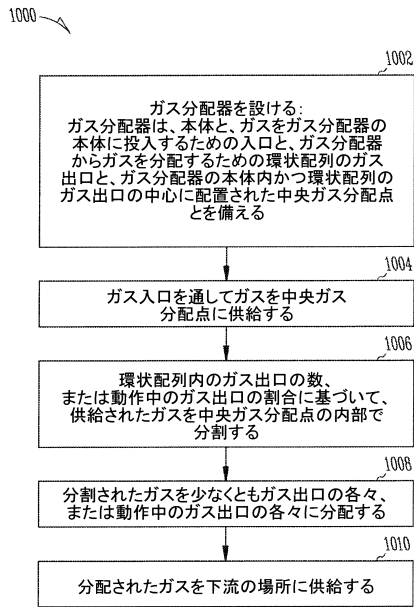 1000
1002
ガス分配器を設ける:
ガス分配器は、本体と、ガスをガス分配器の
本体に投入するための入口と、ガス分配器
からガスを分配するための環状配列のガス
出口と、ガス分配器の本体内かつ環状配列の
ガス出口の中心に配置された中央ガス分配点
とを備える
1004
ガス入口を通してガスを中央ガス
分配点に供給する
1006
環状配列内のガス出口の数、
または動作中のガス出口の割合に基づいて、
供給されたガスを中央ガス分配点の内部で
分割する
1008
分割されたガスを少なくともガス出口の各々、
または動作中のガス出口の各々に分配する
1010
分配されたガスを下流の場所に供給する